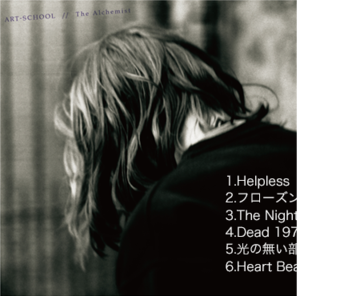 ART-SCHOOL // The Alchemist
1.Helpless
2.フローズン
3.The Night
4.Dead 197
5.光の無い部
6.Heart Bea